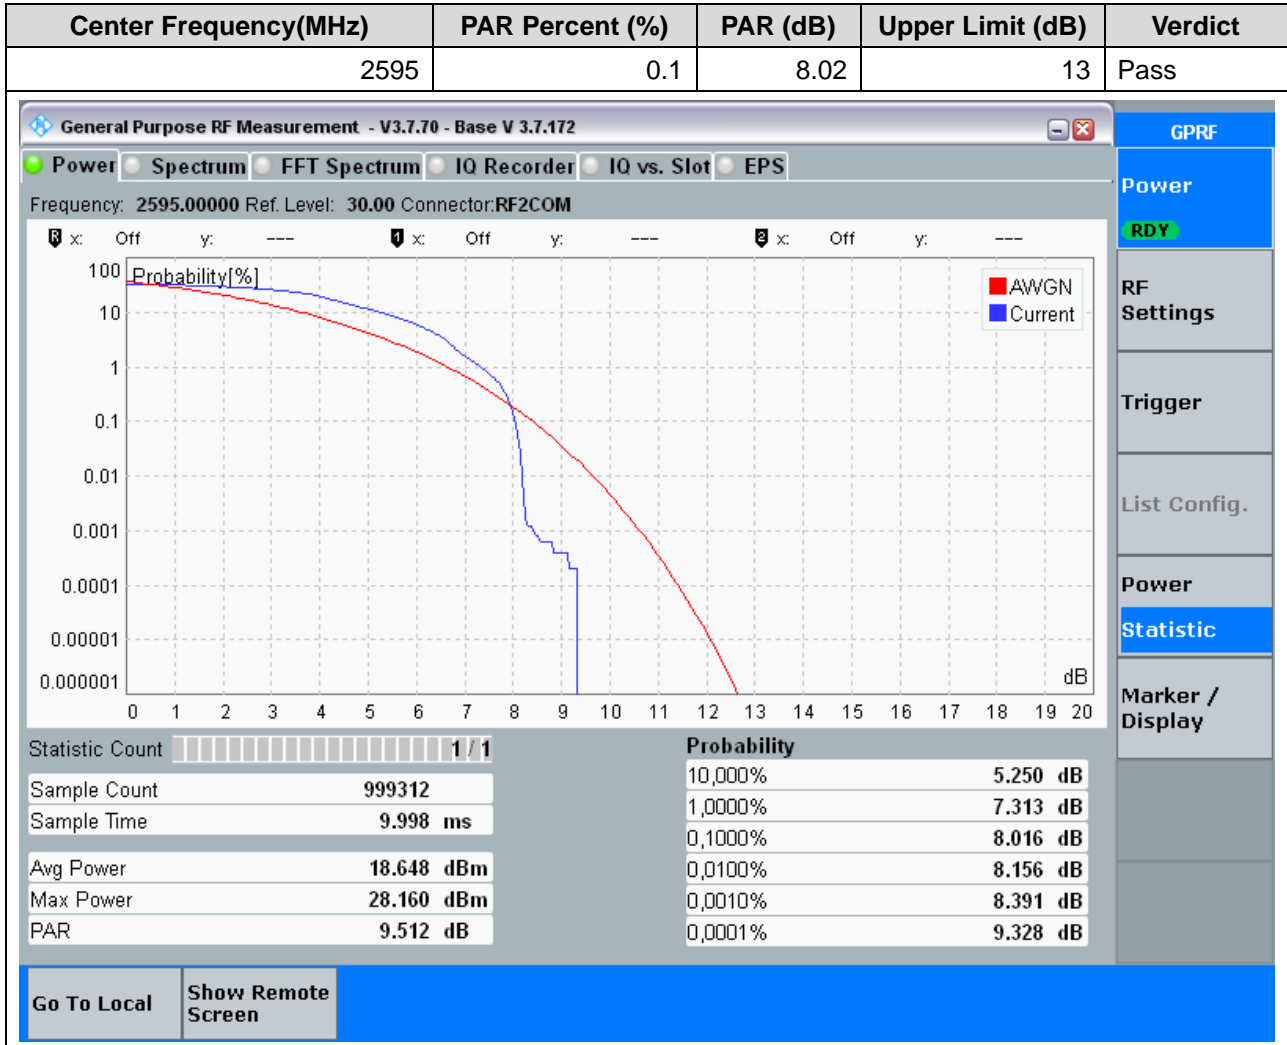 Center Frequency(MHz) PAR Percent (%) PAR (dB) Upper Limit (dB) Verdict
2595 0.1 8.02 13 Pass
General Purpose RF Measurement - V3.7.70 - Base V 3.7.172
GPRF
Power Spectrum FFT Spectrum IQ Recorder IQ vs. Slot EPS
Power
RDY
Frequency: 2595.00000 Ref. Level: 30.00 Connector:RF2COM
R x: Off y: --- 1 x: Off y: --- 2 x: Off y: ---
Probability[%]
AWGN
Current
100
10
1
0.1
0.01
0.001
0.0001
0.00001
0.000001
dB
0 1 2 3 4 5 6 7 8 9 10 11 12 13 14 15 16 17 18 19 20
RF
Settings
Trigger
List Config.
Power
Statistic
Marker /
Display
Statistic Count 1 / 1
Sample Count 999312
Sample Time 9.998 ms
Avg Power 18.648 dBm
Max Power 28.160 dBm
PAR 9.512 dB
Probability
10,000% 5.250 dB
1,0000% 7.313 dB
0,1000% 8.016 dB
0,0100% 8.156 dB
0,0010% 8.391 dB
0,0001% 9.328 dB
Go To Local
Show Remote
Screen